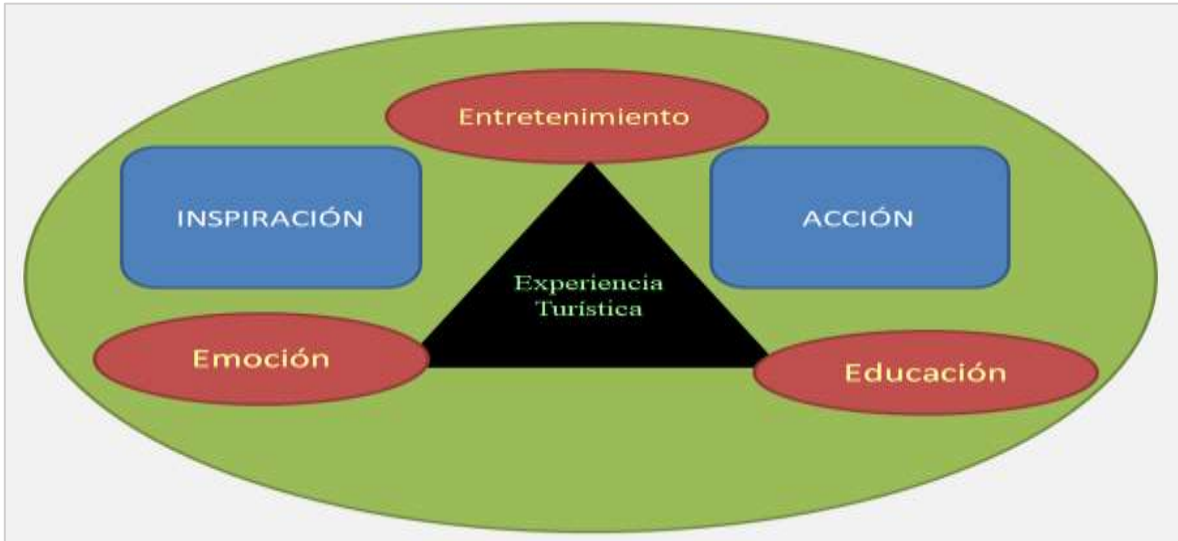 Entretenimiento
INSPIRACIÓN
ACCIÓN
Experiencia
Turística
Emoción
Educación